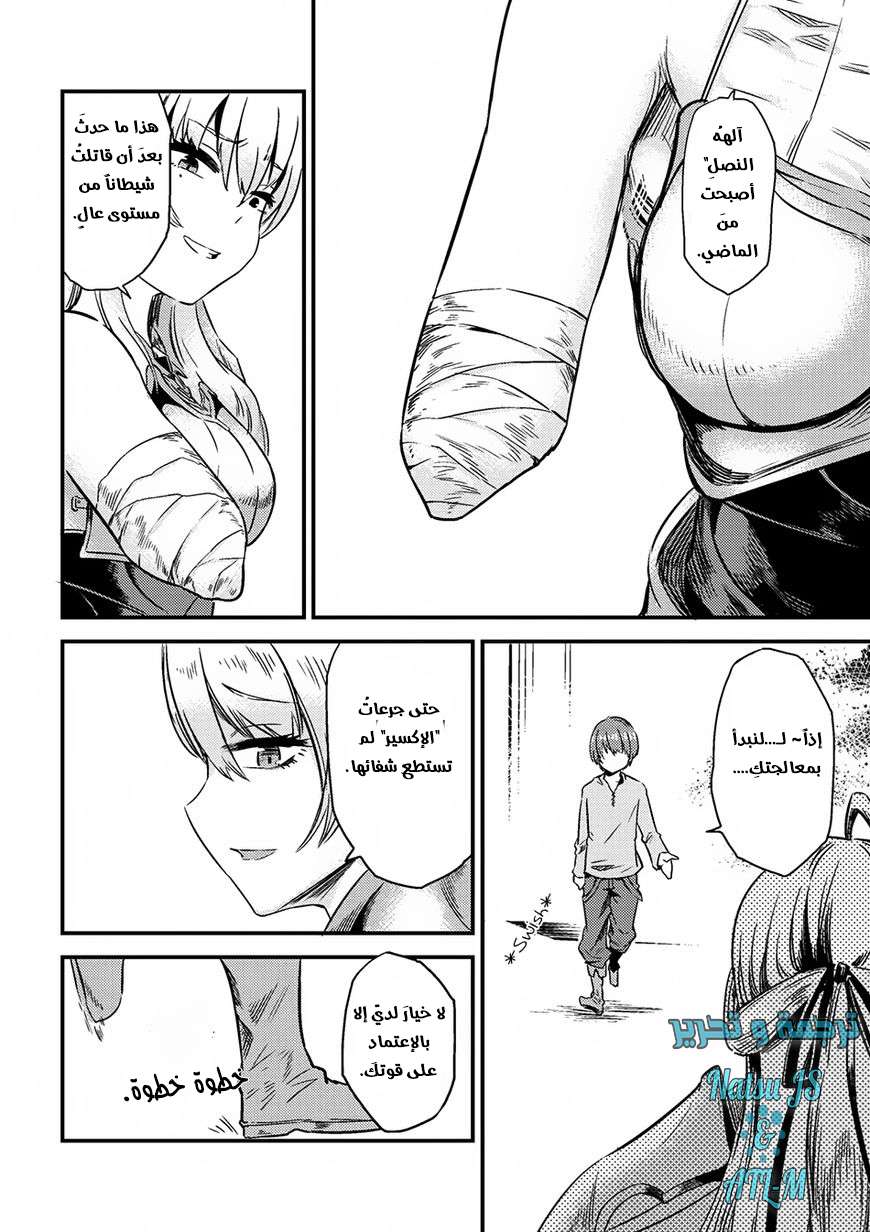 آلهةُ
النصلِ"
أصبحت
منَ
الماضي.
هذا ما حدثَ
بعدَ أن قاتلتُ
شيطاناً من
مستوى عالٍ.
إذاً~ لـ...لنبدأ
بمعالجتكِ....
*Swish*
حتى جرعاتُ
"الإكسير" لم
تستطع شفائها.
لا خيارَ لديّ إلا
بالإعتماد
على قوتكَ.
خطوة خطوة.
ترجمة و تحرير
Natsu JS
&
ATL-M